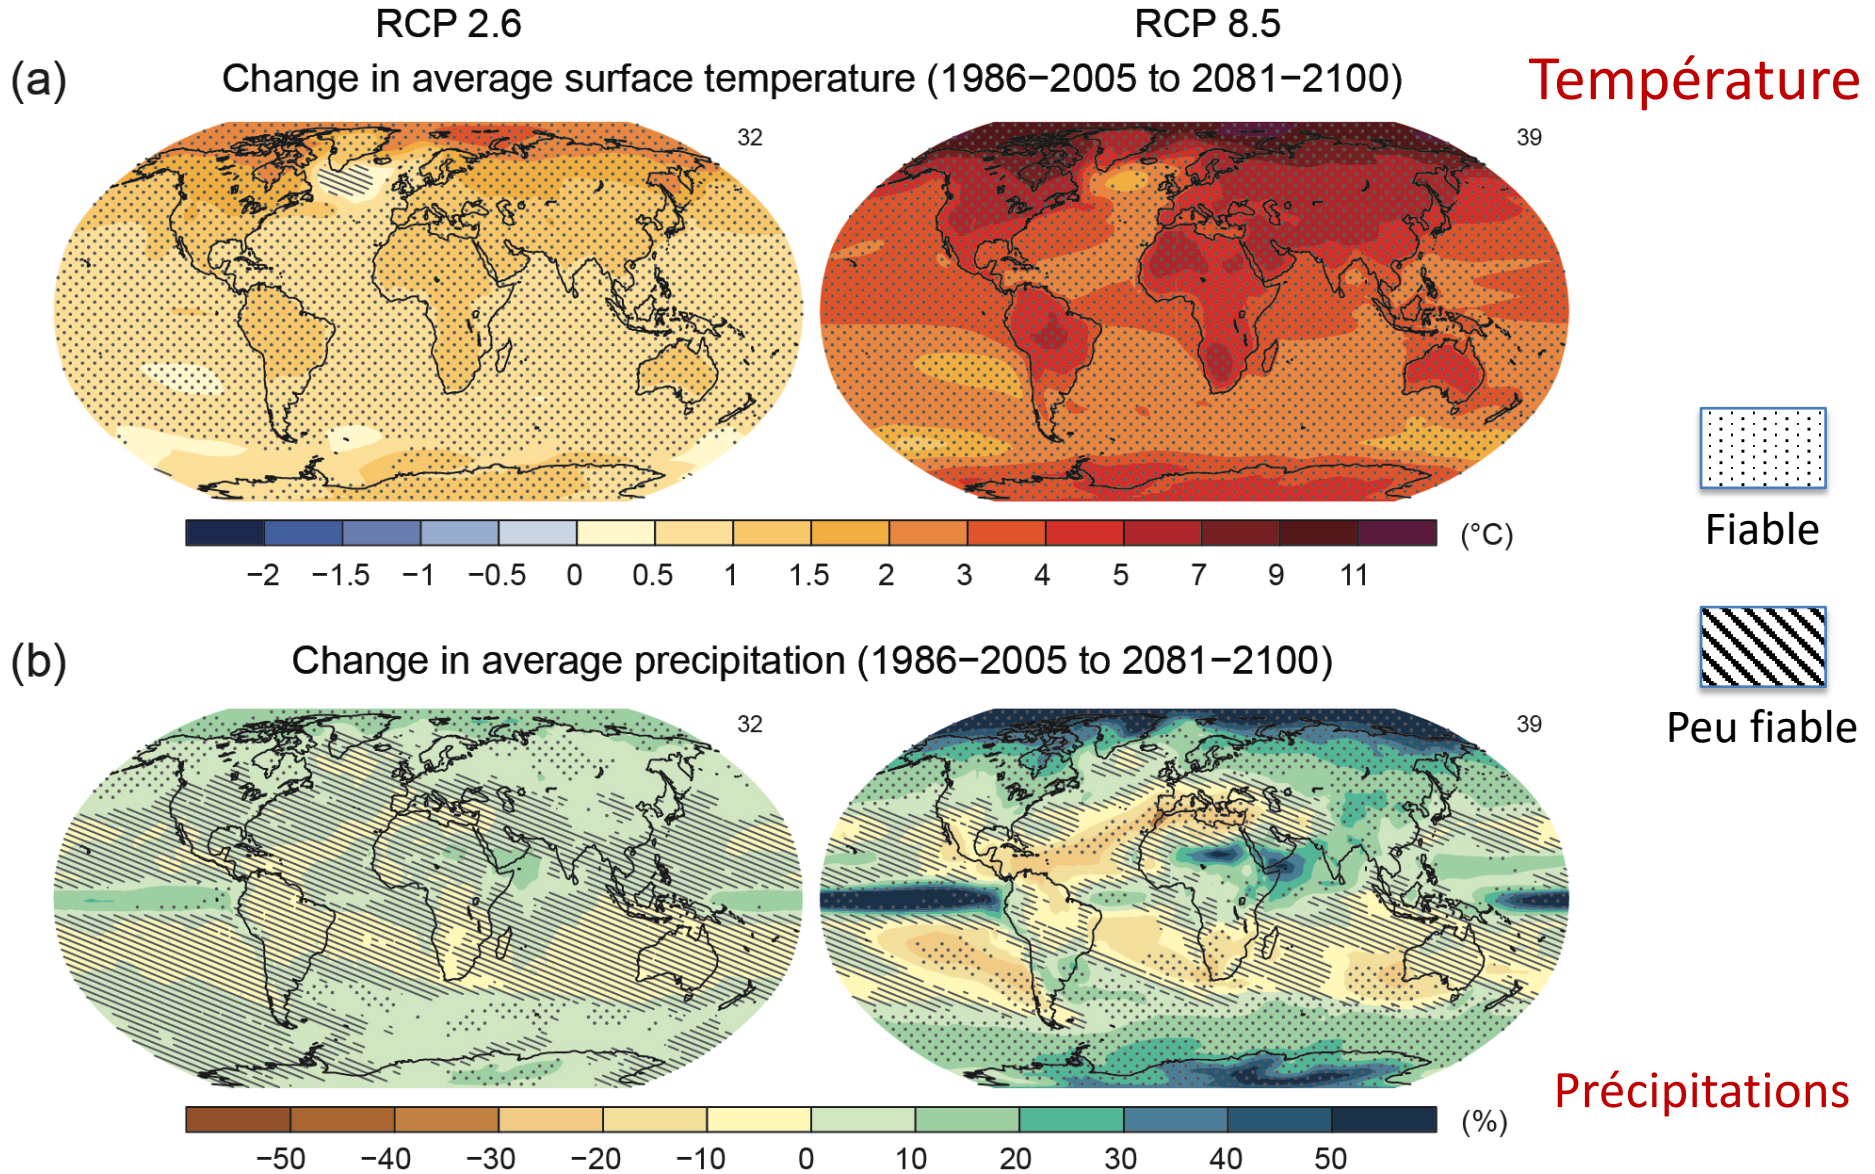 RCP 2.6
RCP 8.5
(a)
Change in average surface temperature (1986−2005 to 2081−2100)
Température
32
39
(°C)
−2 −1.5 −1 −0.5 0 0.5 1 1.5 2 3 4 5 7 9 11
Fiable
Peu fiable
(b)
Change in average precipitation (1986−2005 to 2081−2100)
32
39
Précipitations
(%)
−50 −40 −30 −20 −10 0 10 20 30 40 50